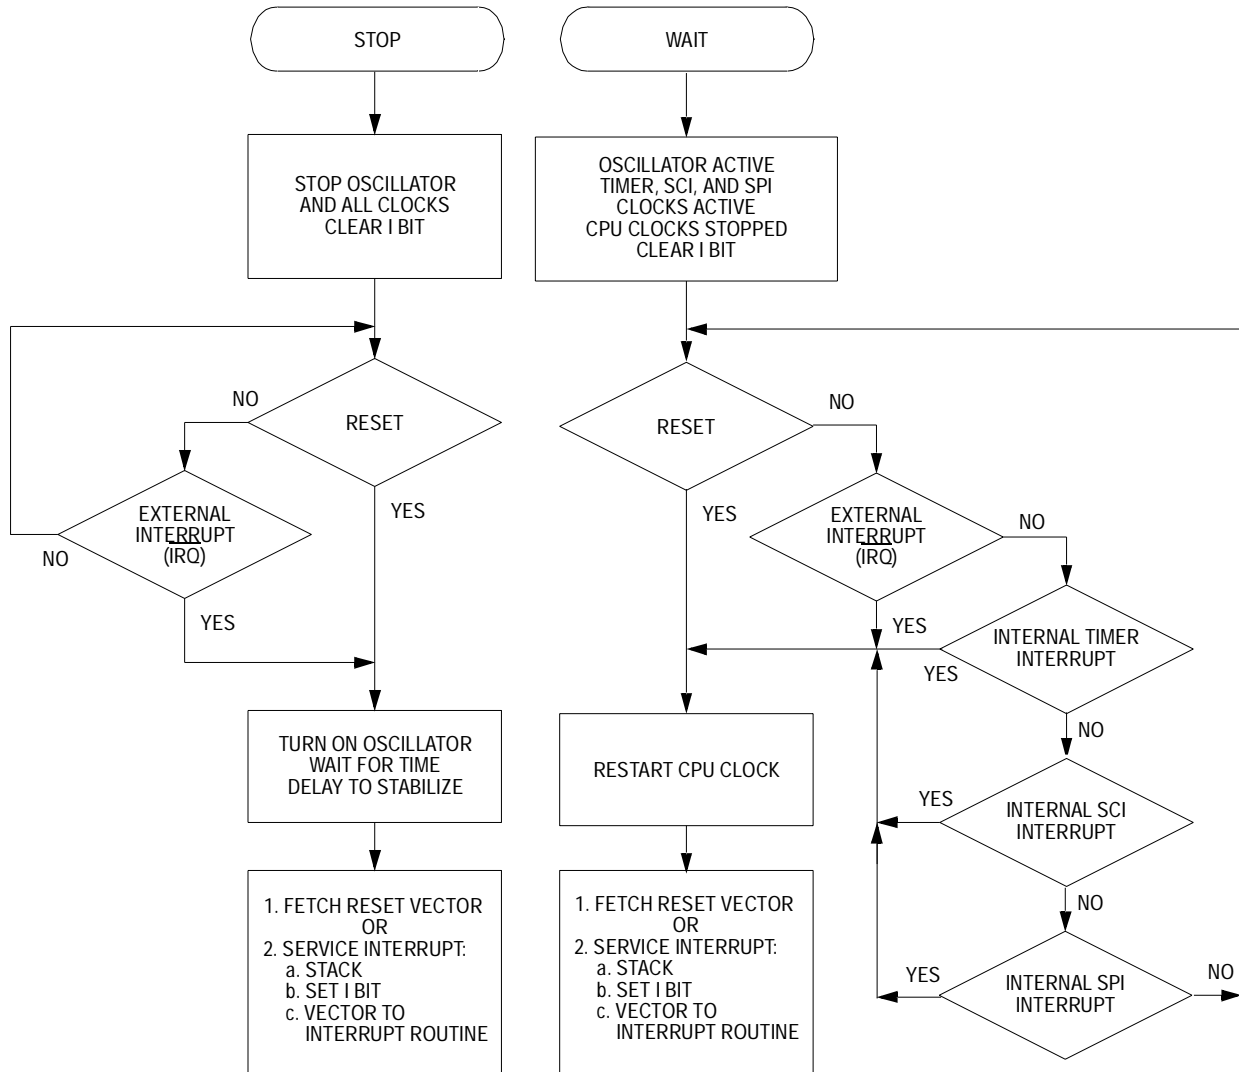 STOP
STOP OSCILLATOR
AND ALL CLOCKS
CLEAR I BIT
RESET
NO
YES
EXTERNAL
INTERRUPT
(IRQ)
NO
YES
TURN ON OSCILLATOR
WAIT FOR TIME
DELAY TO STABILIZE
1. FETCH RESET VECTOR
OR
2. SERVICE INTERRUPT:
a. STACK
b. SET I BIT
c. VECTOR TO
INTERRUPT ROUTINE
WAIT
OSCILLATOR ACTIVE
TIMER, SCI, AND SPI
CLOCKS ACTIVE
CPU CLOCKS STOPPED
CLEAR I BIT
RESET
NO
YES
EXTERNAL
INTERRUPT
(IRQ)
NO
YES
INTERNAL TIMER
INTERRUPT
YES
NO
RESTART CPU CLOCK
INTERNAL SCI
INTERRUPT
YES
NO
INTERNAL SPI
INTERRUPT
YES
NO
1. FETCH RESET VECTOR
OR
2. SERVICE INTERRUPT:
a. STACK
b. SET I BIT
c. VECTOR TO
INTERRUPT ROUTINE